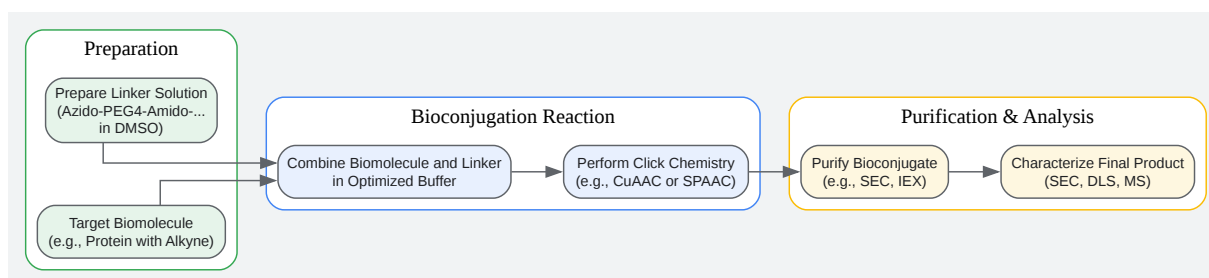 Preparation
Prepare Linker Solution
(Azido-PEG4-Amido-...
in DMSO)
Target Biomolecule
(e.g., Protein with Alkyne)
Bioconjugation Reaction
Combine Biomolecule and Linker
in Optimized Buffer
Perform Click Chemistry
(e.g., CuAAC or SPAAC)
Purification & Analysis
Purify Bioconjugate
(e.g., SEC, IEX)
Characterize Final Product
(SEC, DLS, MS)